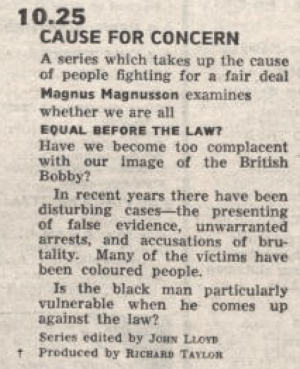 10.25
CAUSE FOR CONCERN
A series which takes up the cause
of people fighting for a fair deal
Magnus Magnusson examines
whether we are all
EQUAL BEFORE THE LAW?
Have we become too complacent
with our image of the British
Bobby?
In recent years there have been
disturbing cases—the presenting
of false evidence, unwarranted
arrests, and accusations of bru-
tality. Many of the victims have
been coloured people.
Is the black man particularly
vulnerable when he comes up
against the law?
Series edited by JOHN LLOYD
† Produced by RICHARD TAYLOR